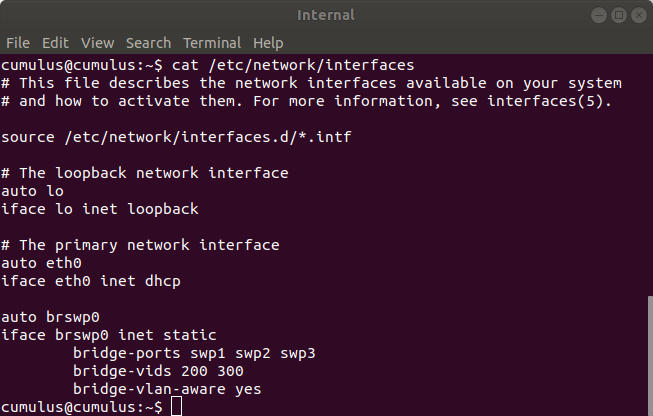 Internal
File Edit View Search Terminal Help
cumulus@cumulus:~$ cat /etc/network/interfaces
# This file describes the network interfaces available on your system
# and how to activate them. For more information, see interfaces(5).
source /etc/network/interfaces.d/*.intf
# The loopback network interface
auto lo
iface lo inet loopback
# The primary network interface
auto eth0
iface eth0 inet dhcp
auto brswp0
iface brswp0 inet static
        bridge-ports swp1 swp2 swp3
        bridge-vids 200 300
        bridge-vlan-aware yes
cumulus@cumulus:~$